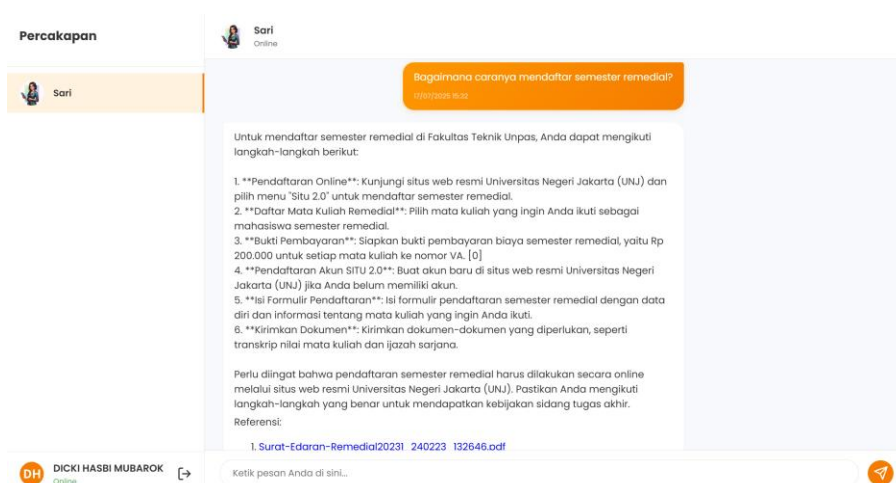 Percakapan
Sari
Online
Sari
Bagaimana caranya mendaftar semester remedial?
17/07/2025 15:32
Untuk mendaftar semester remedial di Fakultas Teknik Unpas, Anda dapat mengikuti
langkah-langkah berikut:
1. **Pendaftaran Online**: Kunjungi situs web resmi Universitas Negeri Jakarta (UNJ) dan
pilih menu "Situ 2.0" untuk mendaftar semester remedial.
2. **Daftar Mata Kuliah Remedial**: Pilih mata kuliah yang ingin Anda ikuti sebagai
mahasiswa semester remedial.
3. **Bukti Pembayaran**: Siapkan bukti pembayaran biaya semester remedial, yaitu Rp
200.000 untuk setiap mata kuliah ke nomor VA. [0]
4. **Pendaftaran Akun SITU 2.0**: Buat akun baru di situs web resmi Universitas Negeri
Jakarta (UNJ) jika Anda belum memiliki akun.
5. **Isi Formulir Pendaftaran**: Isi formulir pendaftaran semester remedial dengan data
diri dan informasi tentang mata kuliah yang ingin Anda ikuti.
6. **Kirimkan Dokumen**: Kirimkan dokumen-dokumen yang diperlukan, seperti
transkrip nilai mata kuliah dan ijazah sarjana.
Perlu diingat bahwa pendaftaran semester remedial harus dilakukan secara online
melalui situs web resmi Universitas Negeri Jakarta (UNJ). Pastikan Anda mengikuti
langkah-langkah yang benar untuk mendapatkan kebijakan sidang tugas akhir.
Referensi:
1. Surat-Edaran-Remedial20231_240223_132646.pdf
DH
DICKI HASBI MUBAROK
Online
Ketik pesan Anda di sini...